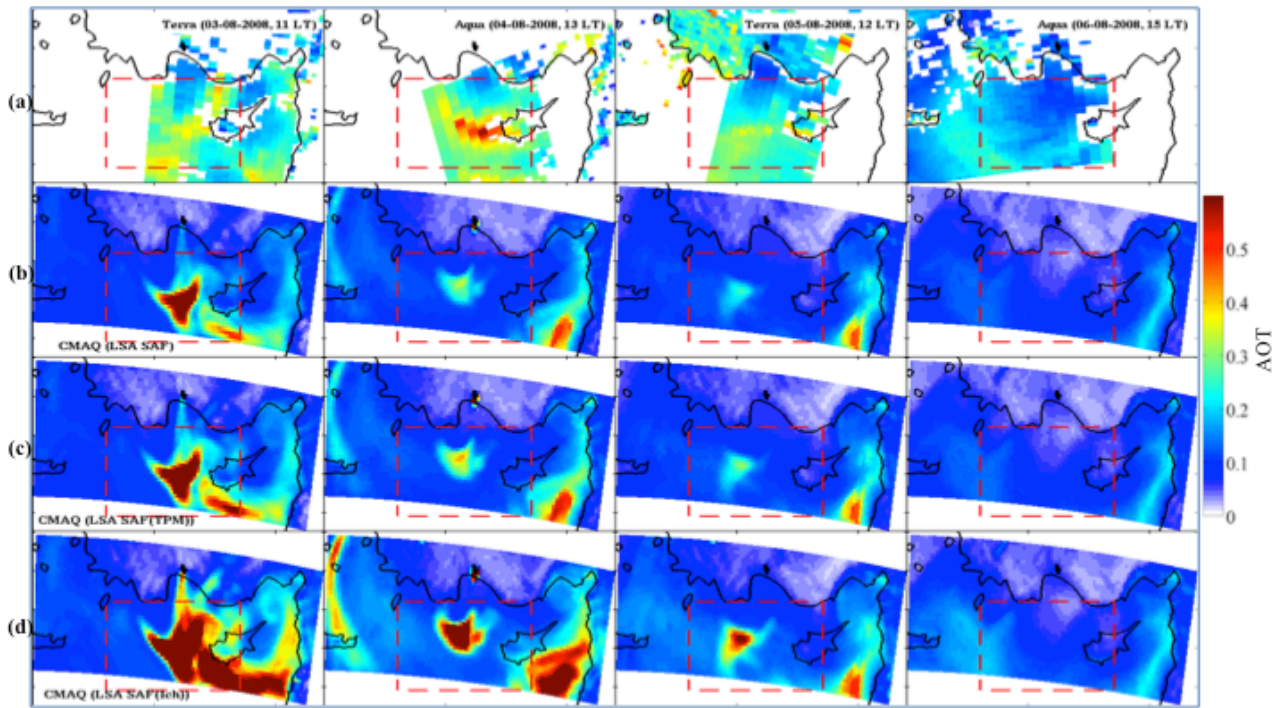 Terra (03-08-2008, 11 LT)
Aqua (04-08-2008, 13 LT)
Terra (05-08-2008, 12 LT)
Aqua (06-08-2008, 15 LT)
(a)
(b)
CMAQ (LSA SAF)
(c)
CMAQ (LSA SAF(TPM))
(d)
CMAQ (LSA SAF(Ich))
0.5
0.4
0.3
0.2
0.1
0
AOT